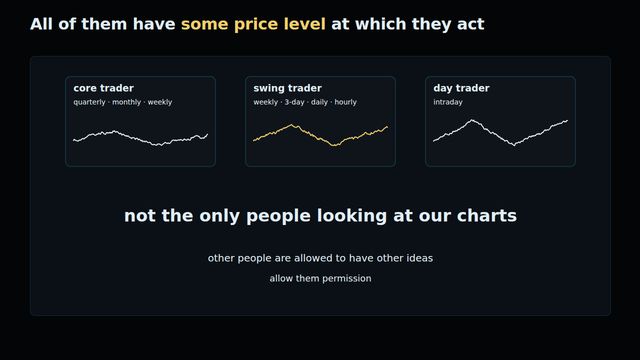 All of them have some price level at which they act
core trader
quarterly · monthly · weekly
swing trader
weekly · 3-day · daily · hourly
day trader
intraday
not the only people looking at our charts
other people are allowed to have other ideas
allow them permission